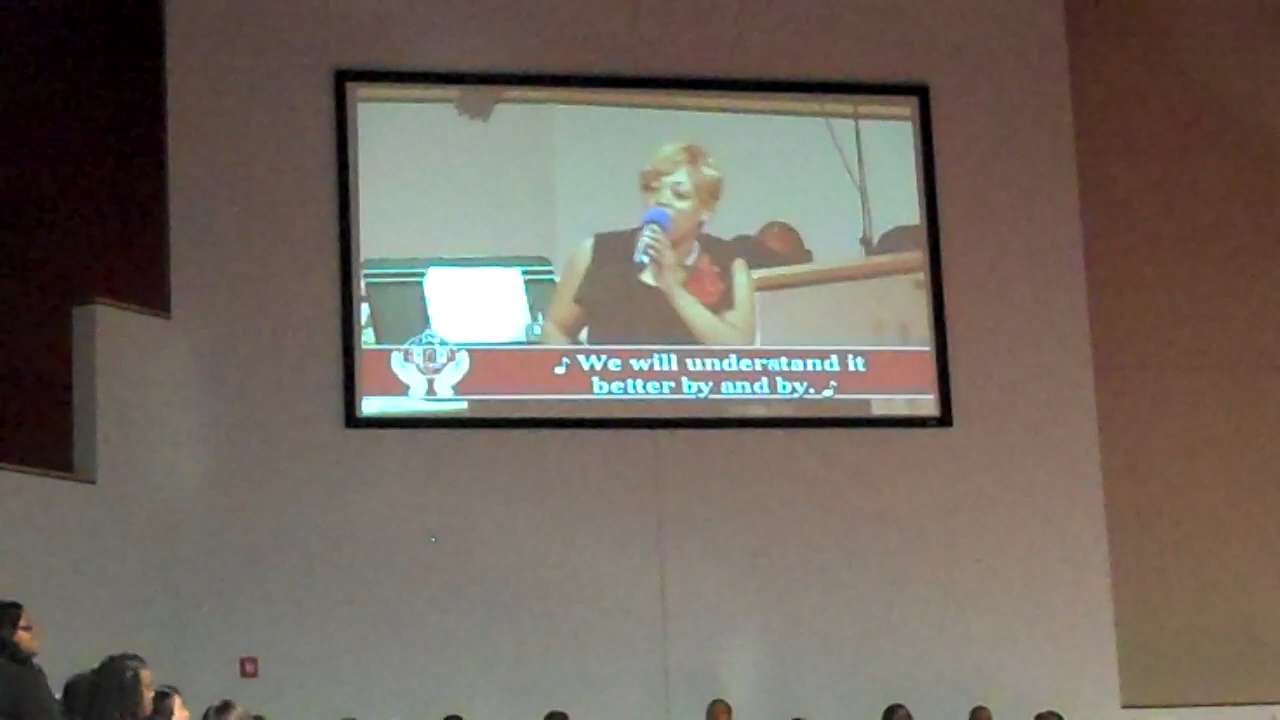 ♪ We will understand it
better by and by. ♪